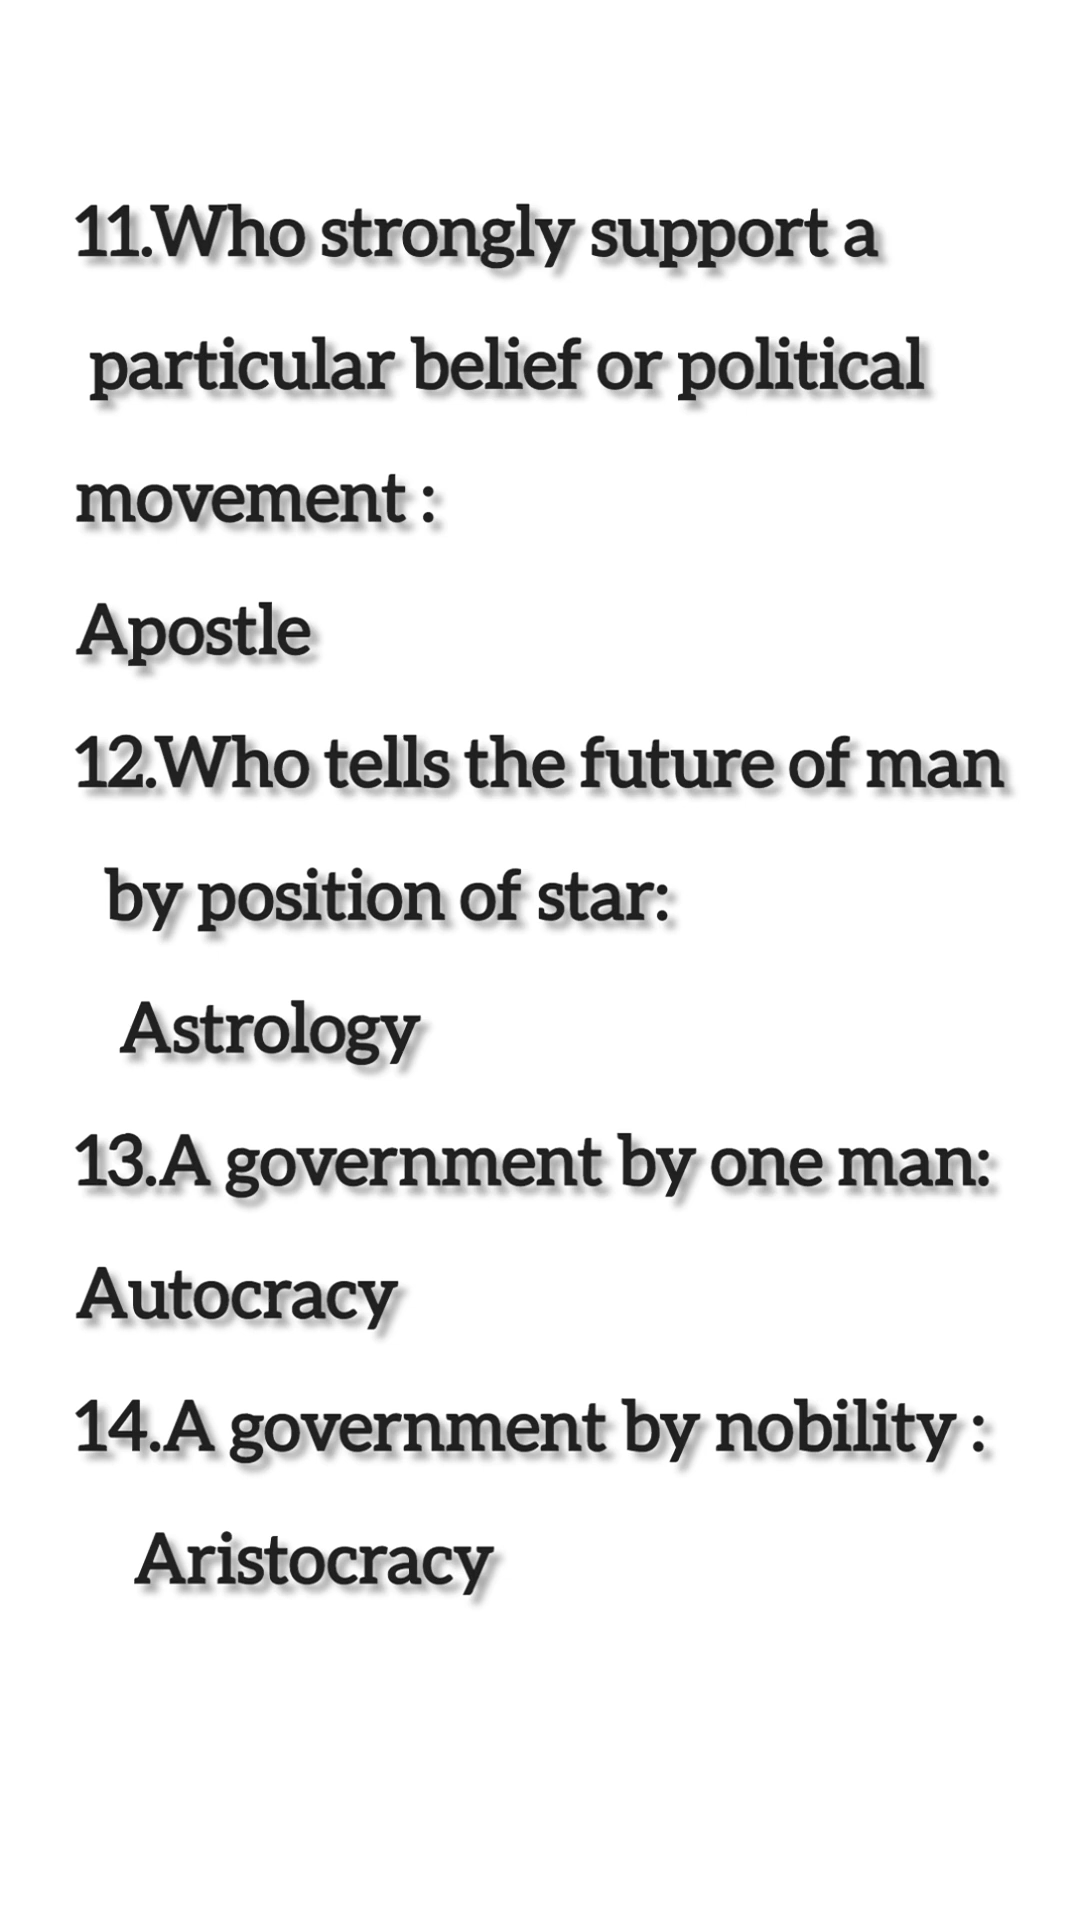 11.Who strongly support a
particular belief or political
movement :
Apostle
12.Who tells the future of man
by position of star:
Astrology
13.A government by one man:
Autocracy
14.A government by nobility :
Aristocracy